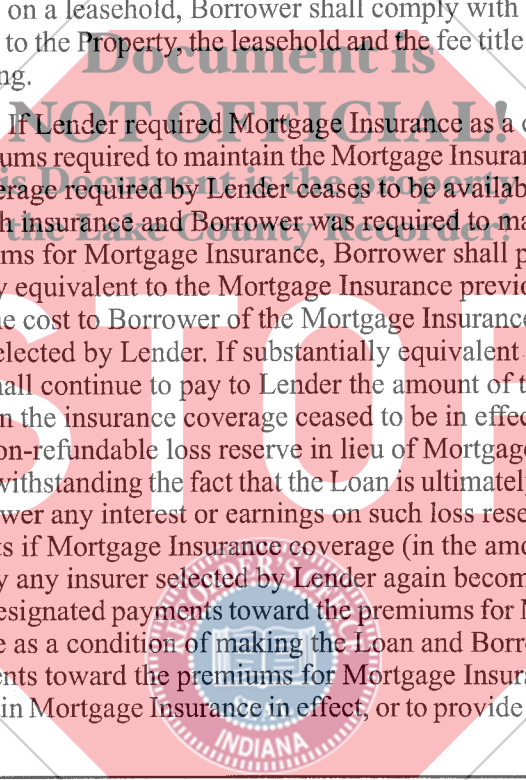 on a leasehold, Borrower shall comply with
to the Property, the leasehold and the fee title
ng.
Document is
NOT OFFICIAL!
This Document is the property
of the Lake County Recorder!
STOP
If Lender required Mortgage Insurance as a c
ums required to maintain the Mortgage Insuran
erage required by Lender ceases to be availab
h insurance and Borrower was required to ma
ms for Mortgage Insurance, Borrower shall p
y equivalent to the Mortgage Insurance previo
e cost to Borrower of the Mortgage Insurance
elected by Lender. If substantially equivalent
hall continue to pay to Lender the amount of t
n the insurance coverage ceased to be in effec
on-refundable loss reserve in lieu of Mortgage
withstanding the fact that the Loan is ultimatel
wer any interest or earnings on such loss rese
ts if Mortgage Insurance coverage (in the amo
y any insurer selected by Lender again becom
esignated payments toward the premiums for M
e as a condition of making the Loan and Borro
ents toward the premiums for Mortgage Insura
in Mortgage Insurance in effect, or to provide
RECORDER'S
SEAL
INDIANA